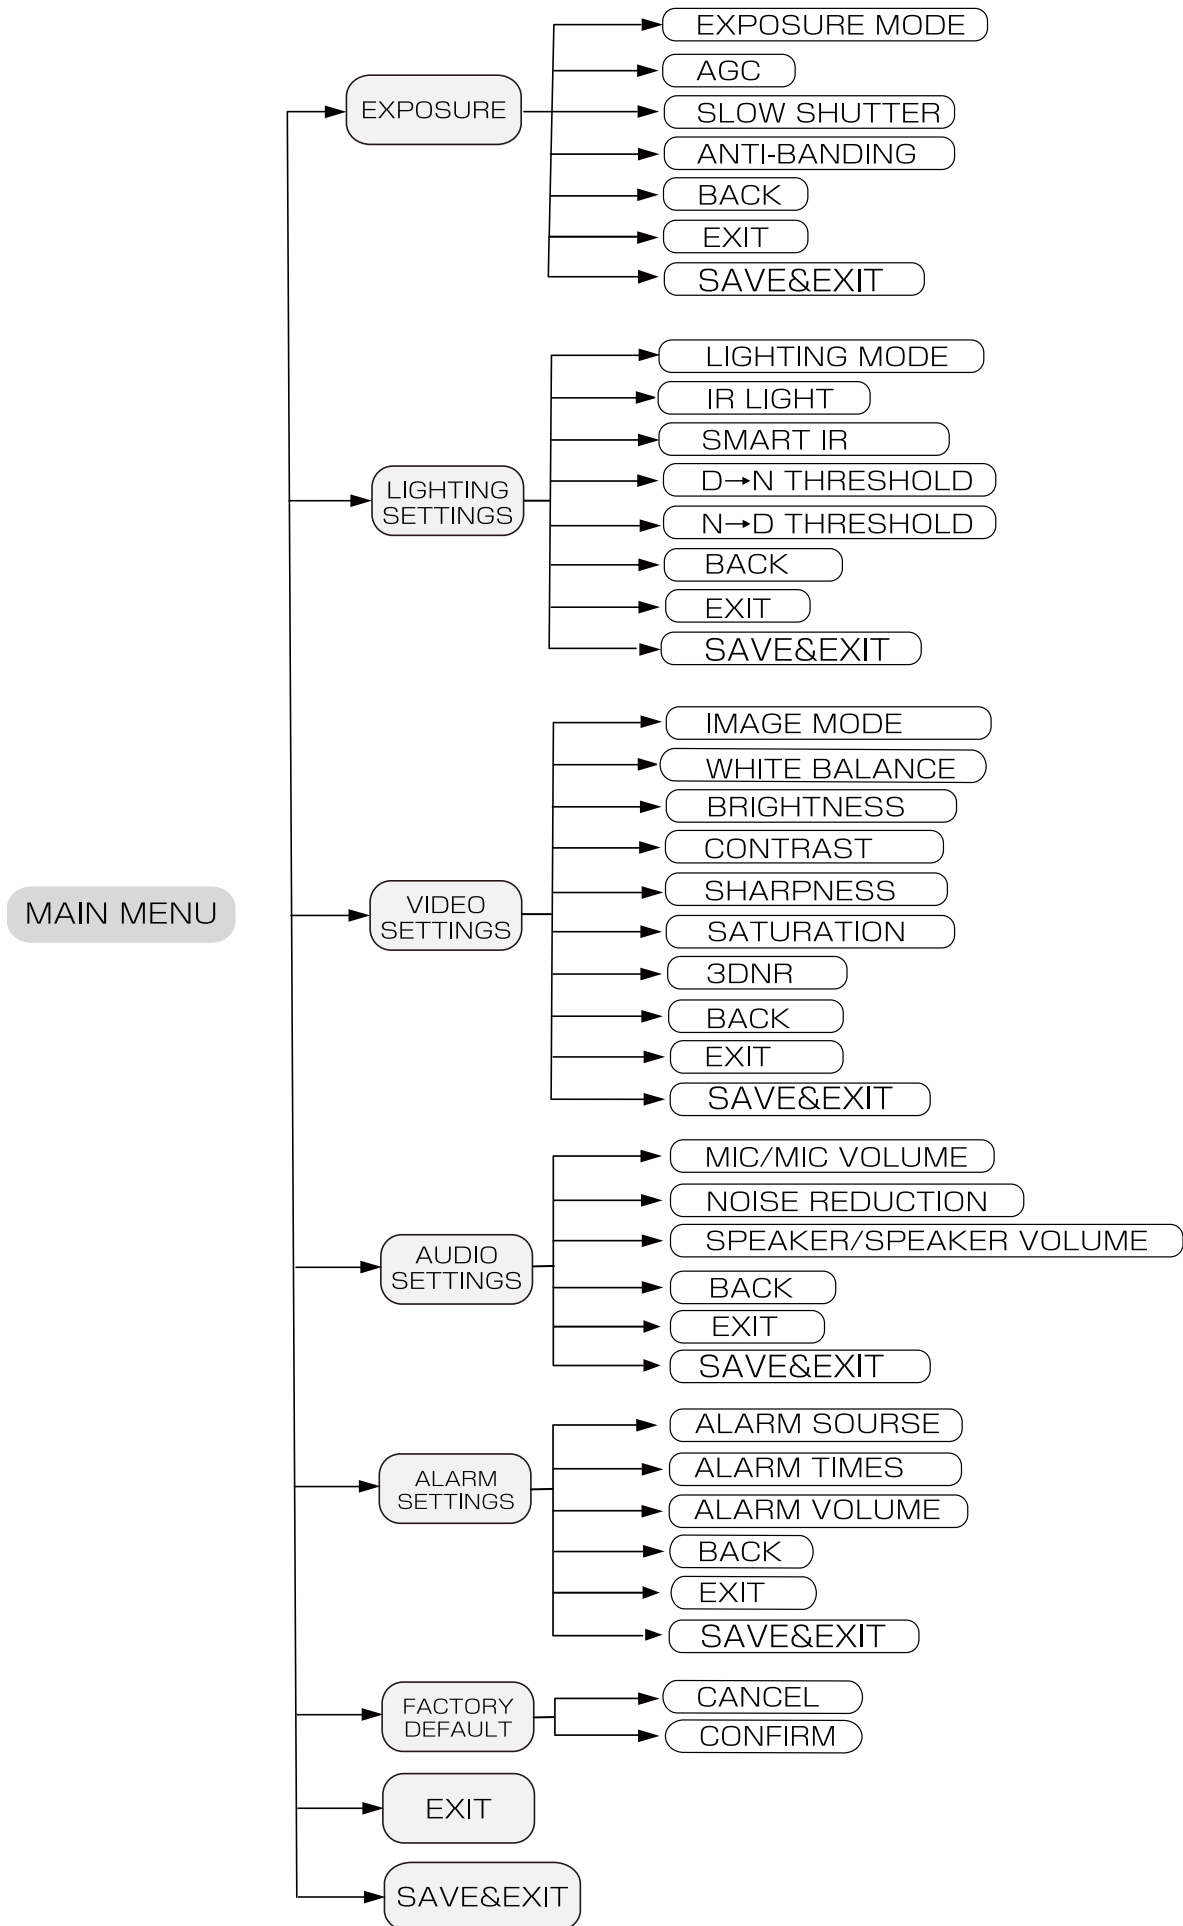 MAIN MENU
EXPOSURE
EXPOSURE MODE
AGC
SLOW SHUTTER
ANTI-BANDING
BACK
EXIT
SAVE&EXIT
LIGHTING
SETTINGS
LIGHTING MODE
IR LIGHT
SMART IR
D→N THRESHOLD
N→D THRESHOLD
BACK
EXIT
SAVE&EXIT
VIDEO
SETTINGS
IMAGE MODE
WHITE BALANCE
BRIGHTNESS
CONTRAST
SHARPNESS
SATURATION
3DNR
BACK
EXIT
SAVE&EXIT
AUDIO
SETTINGS
MIC/MIC VOLUME
NOISE REDUCTION
SPEAKER/SPEAKER VOLUME
BACK
EXIT
SAVE&EXIT
ALARM
SETTINGS
ALARM SOURSE
ALARM TIMES
ALARM VOLUME
BACK
EXIT
SAVE&EXIT
FACTORY
DEFAULT
CANCEL
CONFIRM
EXIT
SAVE&EXIT